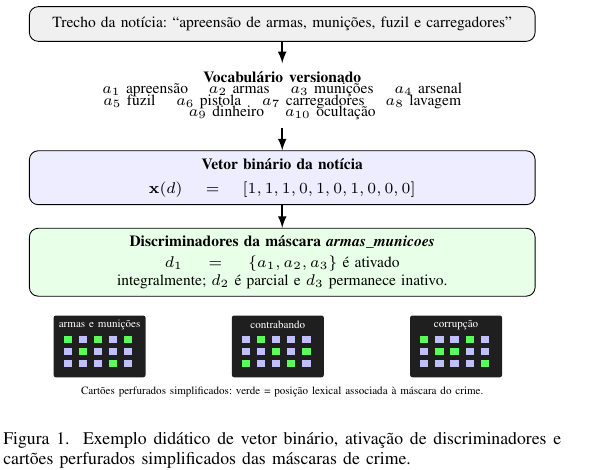 Trecho da notícia: “apreensão de armas, munições, fuzil e carregadores”
Vocabulário versionado
a1 apreensão a2 armas a3 munições a4 arsenal
a5 fuzil a6 pistola a7 carregadores a8 lavagem
a9 dinheiro a10 ocultação
Vetor binário da notícia
x(d) = [1, 1, 1, 0, 1, 0, 1, 0, 0, 0]
Discriminadores da máscara armas_municoes
d1 = {a1, a2, a3} é ativado
integralmente; d2 é parcial e d3 permanece inativo.
armas e munições contrabando corrupção
Cartões perfurados simplificados: verde = posição lexical associada à máscara do crime.
Figura 1. Exemplo didático de vetor binário, ativação de discriminadores e
cartões perfurados simplificados das máscaras de crime.